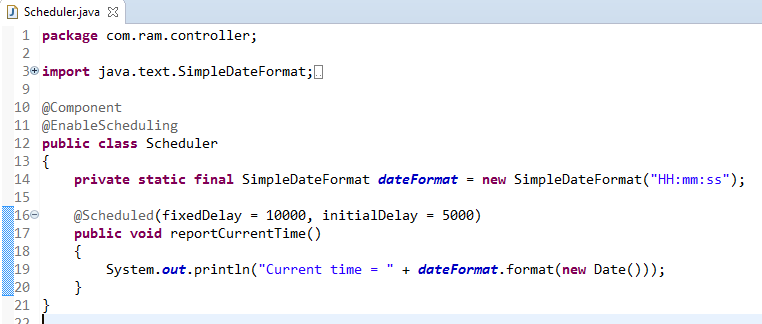 Scheduler.java
1 package com.ram.controller;
2
3 import java.text.SimpleDateFormat;
9
10 @Component
11 @EnableScheduling
12 public class Scheduler
13 {
14     private static final SimpleDateFormat dateFormat = new SimpleDateFormat("HH:mm:ss");
15
16     @Scheduled(fixedDelay = 10000, initialDelay = 5000)
17     public void reportCurrentTime()
18     {
19         System.out.println("Current time = " + dateFormat.format(new Date()));
20     }
21 }
22